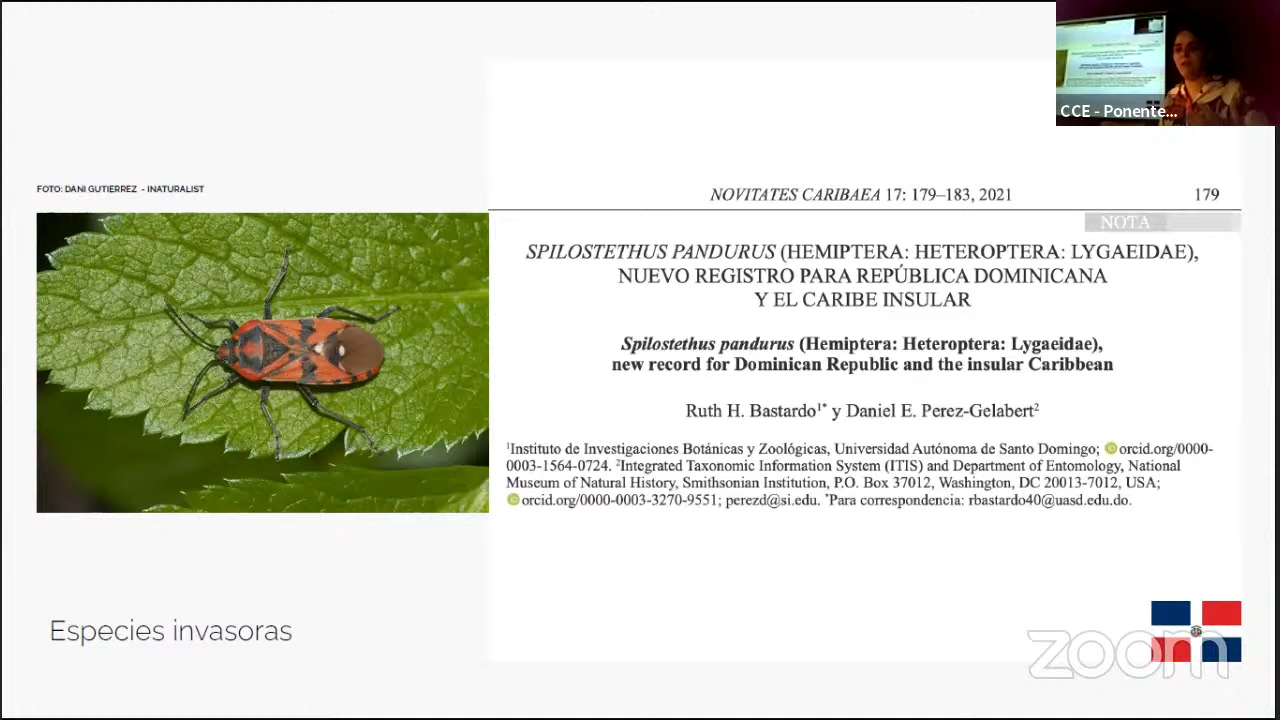 CCE - Ponente...
FOTO: DANI GUTIERREZ - INATURALIST
NOVITATES CARIBAEA 17: 179–183, 2021 179
NOTA
SPILOSTETHUS PANDURUS (HEMIPTERA: HETEROPTERA: LYGAEIDAE),
NUEVO REGISTRO PARA REPÚBLICA DOMINICANA
Y EL CARIBE INSULAR
Spilostethus pandurus (Hemiptera: Heteroptera: Lygaeidae),
new record for Dominican Republic and the insular Caribbean
Ruth H. Bastardo1* y Daniel E. Perez-Gelabert2
1Instituto de Investigaciones Botánicas y Zoológicas, Universidad Autónoma de Santo Domingo; iD orcid.org/0000-
0003-1564-0724. 2Integrated Taxonomic Information System (ITIS) and Department of Entomology, National
Museum of Natural History, Smithsonian Institution, P.O. Box 37012, Washington, DC 20013-7012, USA;
iD orcid.org/0000-0003-3270-9551; perezd@si.edu. *Para correspondencia: rbastardo40@uasd.edu.do.
Especies invasoras
zoom